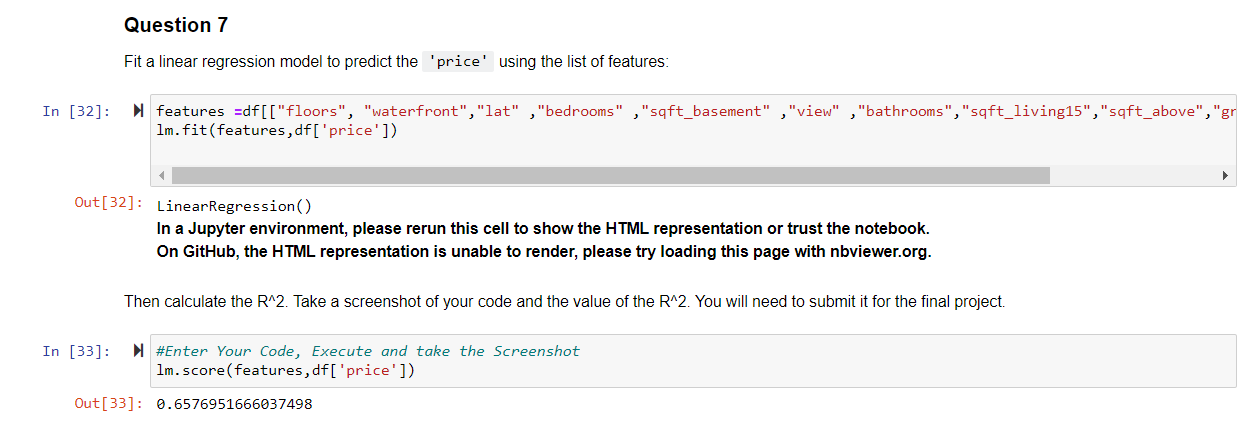 Question 7
Fit a linear regression model to predict the 'price' using the list of features:
In [32]: features =df[["floors", "waterfront","lat" ,"bedrooms" ,"sqft_basement" ,"view" ,"bathrooms","sqft_living15","sqft_above","gr
lm.fit(features,df['price'])
Out[32]: LinearRegression()
In a Jupyter environment, please rerun this cell to show the HTML representation or trust the notebook.
On GitHub, the HTML representation is unable to render, please try loading this page with nbviewer.org.
Then calculate the R^2. Take a screenshot of your code and the value of the R^2. You will need to submit it for the final project.
In [33]: #Enter Your Code, Execute and take the Screenshot
lm.score(features,df['price'])
Out[33]: 0.6576951666037498